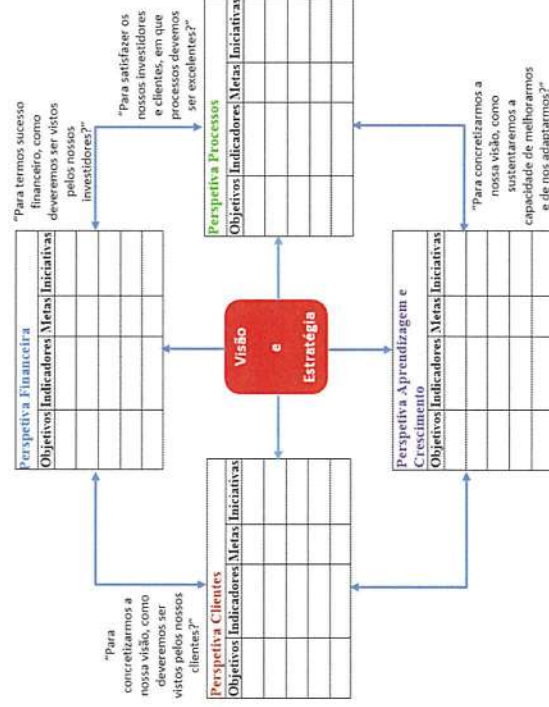 "Para termos sucesso
financeiro, como
deveremos ser vistos
pelos nossos
investidores?"
Perspetiva Financeira
Objetivos Indicadores Metas Iniciativas
"Para satisfazer os
nossos investidores
e clientes, em que
processos devemos
ser excelentes?"
"Para
concretizarmos a
nossa visão, como
deveremos ser
vistos pelos nossos
clientes?"
Perspetiva Clientes
Objetivos Indicadores Metas Iniciativas
Visão
e
Estratégia
Perspetiva Processos
Objetivos Indicadores Metas Iniciativas
Perspetiva Aprendizagem e
Crescimento
Objetivos Indicadores Metas Iniciativas
"Para concretizarmos a
nossa visão, como
sustentaremos a
capacidade de melhorarmos
e de nos adaptarmos?"